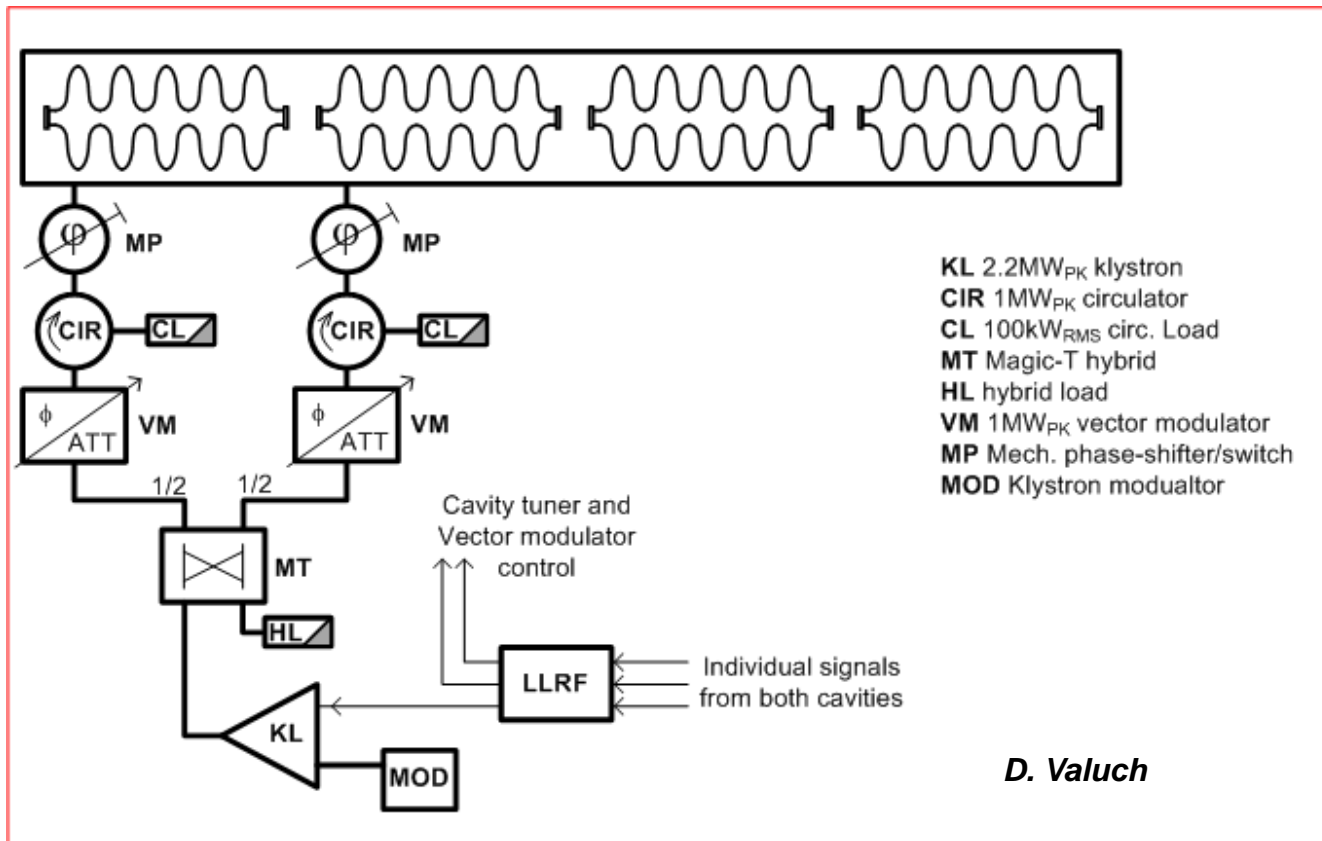 φ MP
φ MP
CIR CL
CIR CL
ϕ ATT VM
ϕ ATT VM
1/2 1/2
MT
HL
KL
MOD
Cavity tuner and
Vector modulator
control
LLRF
Individual signals
from both cavities
KL 2.2MWPK klystron
CIR 1MWPK circulator
CL 100kWRMS circ. Load
MT Magic-T hybrid
HL hybrid load
VM 1MWPK vector modulator
MP Mech. phase-shifter/switch
MOD Klystron modualtor
D. Valuch